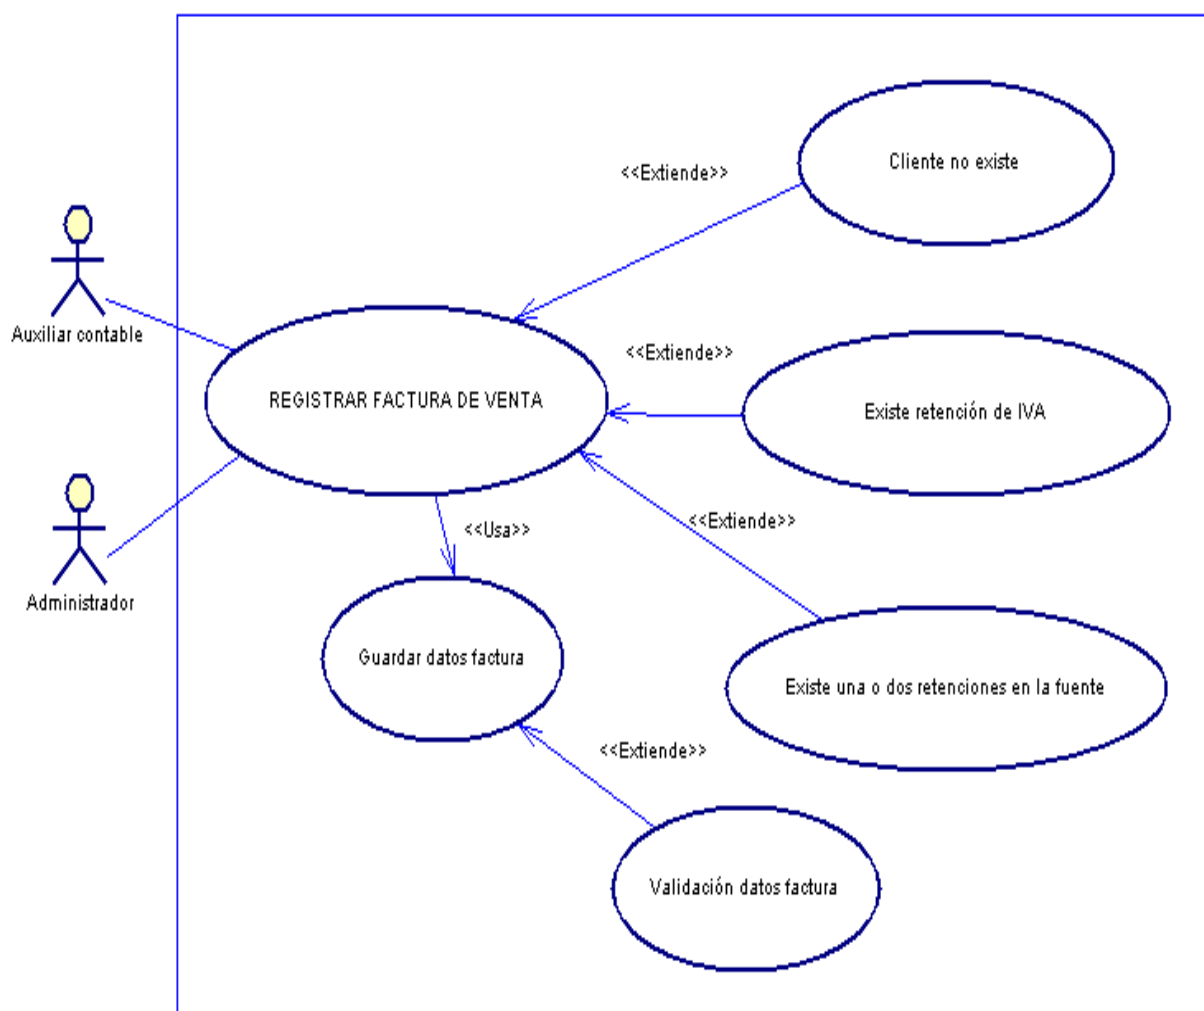 Cliente no existe
<<Extiende>>
Auxiliar contable
<<Extiende>>
REGISTRAR FACTURA DE VENTA
Existe retención de IVA
<<Usa>>
<<Extiende>>
Administrador
Guardar datos factura
Existe una o dos retenciones en la fuente
<<Extiende>>
Validación datos factura